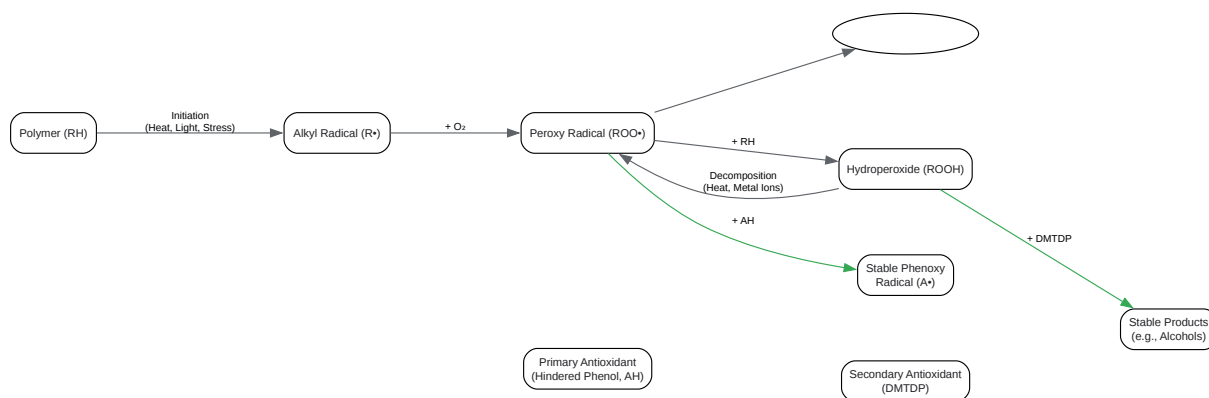 Polymer (RH)
Initiation
(Heat, Light, Stress)
Alkyl Radical (R•)
+ O₂
Peroxy Radical (ROO•)
+ RH
Hydroperoxide (ROOH)
Decomposition
(Heat, Metal Ions)
+ AH
+ DMTDP
Stable Phenoxy
Radical (A•)
Stable Products
(e.g., Alcohols)
Primary Antioxidant
(Hindered Phenol, AH)
Secondary Antioxidant
(DMTDP)